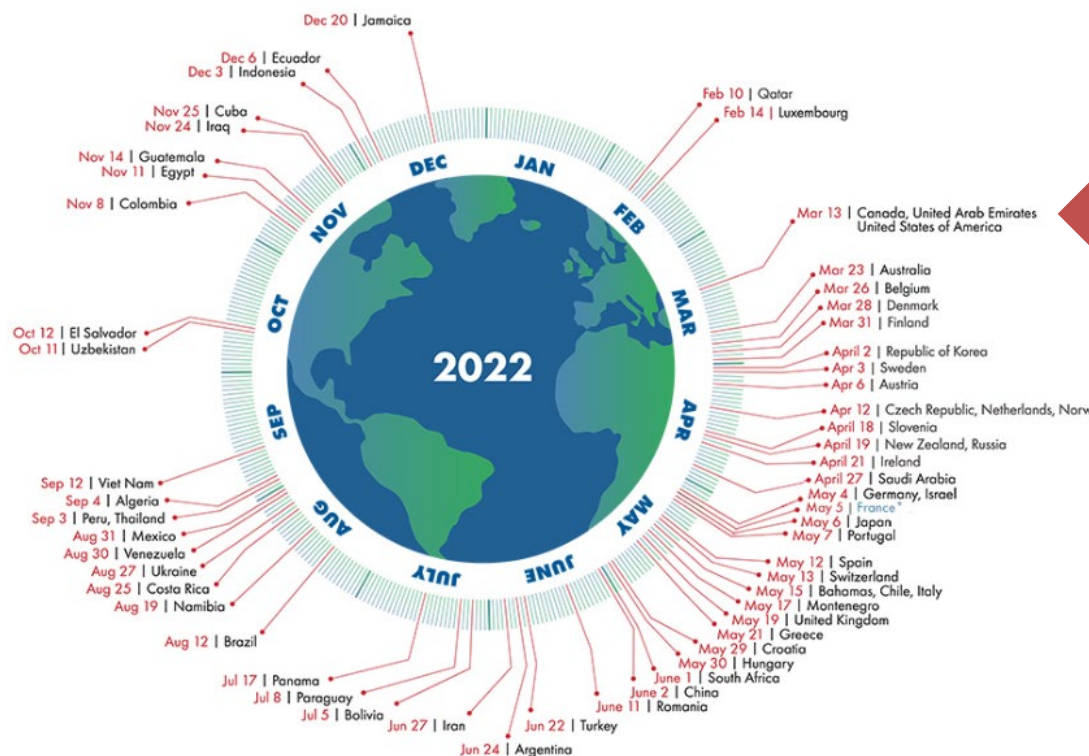 Dec 20 | Jamaica
Dec 6 | Ecuador
Dec 3 | Indonesia
Nov 25 | Cuba
Nov 24 | Iraq
Nov 14 | Guatemala
Nov 11 | Egypt
Nov 8 | Colombia
Oct 12 | El Salvador
Oct 11 | Uzbekistan
Sep 12 | Viet Nam
Sep 4 | Algeria
Sep 3 | Peru, Thailand
Aug 31 | Mexico
Aug 30 | Venezuela
Aug 27 | Ukraine
Aug 25 | Costa Rica
Aug 19 | Namibia
Aug 12 | Brazil
Jul 17 | Panama
Jul 8 | Paraguay
Jul 5 | Bolivia
Jun 27 | Iran
Jun 24 | Argentina
Jun 22 | Turkey
Feb 10 | Qatar
Feb 14 | Luxembourg
Mar 13 | Canada, United Arab Emirates
United States of America
Mar 23 | Australia
Mar 26 | Belgium
Mar 28 | Denmark
Mar 31 | Finland
April 2 | Republic of Korea
Apr 3 | Sweden
Apr 6 | Austria
Apr 12 | Czech Republic, Netherlands, Norw
April 18 | Slovenia
April 19 | New Zealand, Russia
April 21 | Ireland
April 27 | Saudi Arabia
May 4 | Germany, Israel
May 5 | France*
May 6 | Japan
May 7 | Portugal
May 12 | Spain
May 13 | Switzerland
May 15 | Bahamas, Chile, Italy
May 17 | Montenegro
May 19 | United Kingdom
May 21 | Greece
May 29 | Croatia
May 30 | Hungary
June 1 | South Africa
June 2 | China
June 11 | Romania
JAN
FEB
MAR
APR
MAY
JUNE
JULY
AUG
SEP
OCT
NOV
DEC
2022